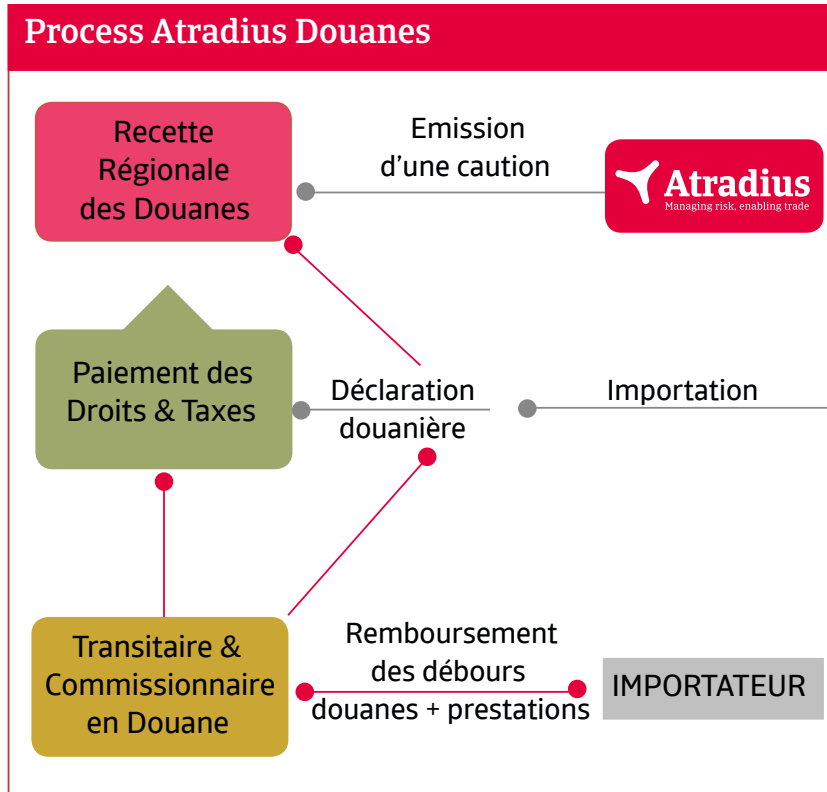 Process Atradius Douanes
Recette
Régionale
des Douanes
Emission
d'une caution
Atradius
Managing risk, enabling trade
Paiement des
Droits & Taxes
Déclaration
douanière
Importation
Transitaire &
Commissionnaire
en Douane
Remboursement
des débours
douanes + prestations
IMPORTATEUR